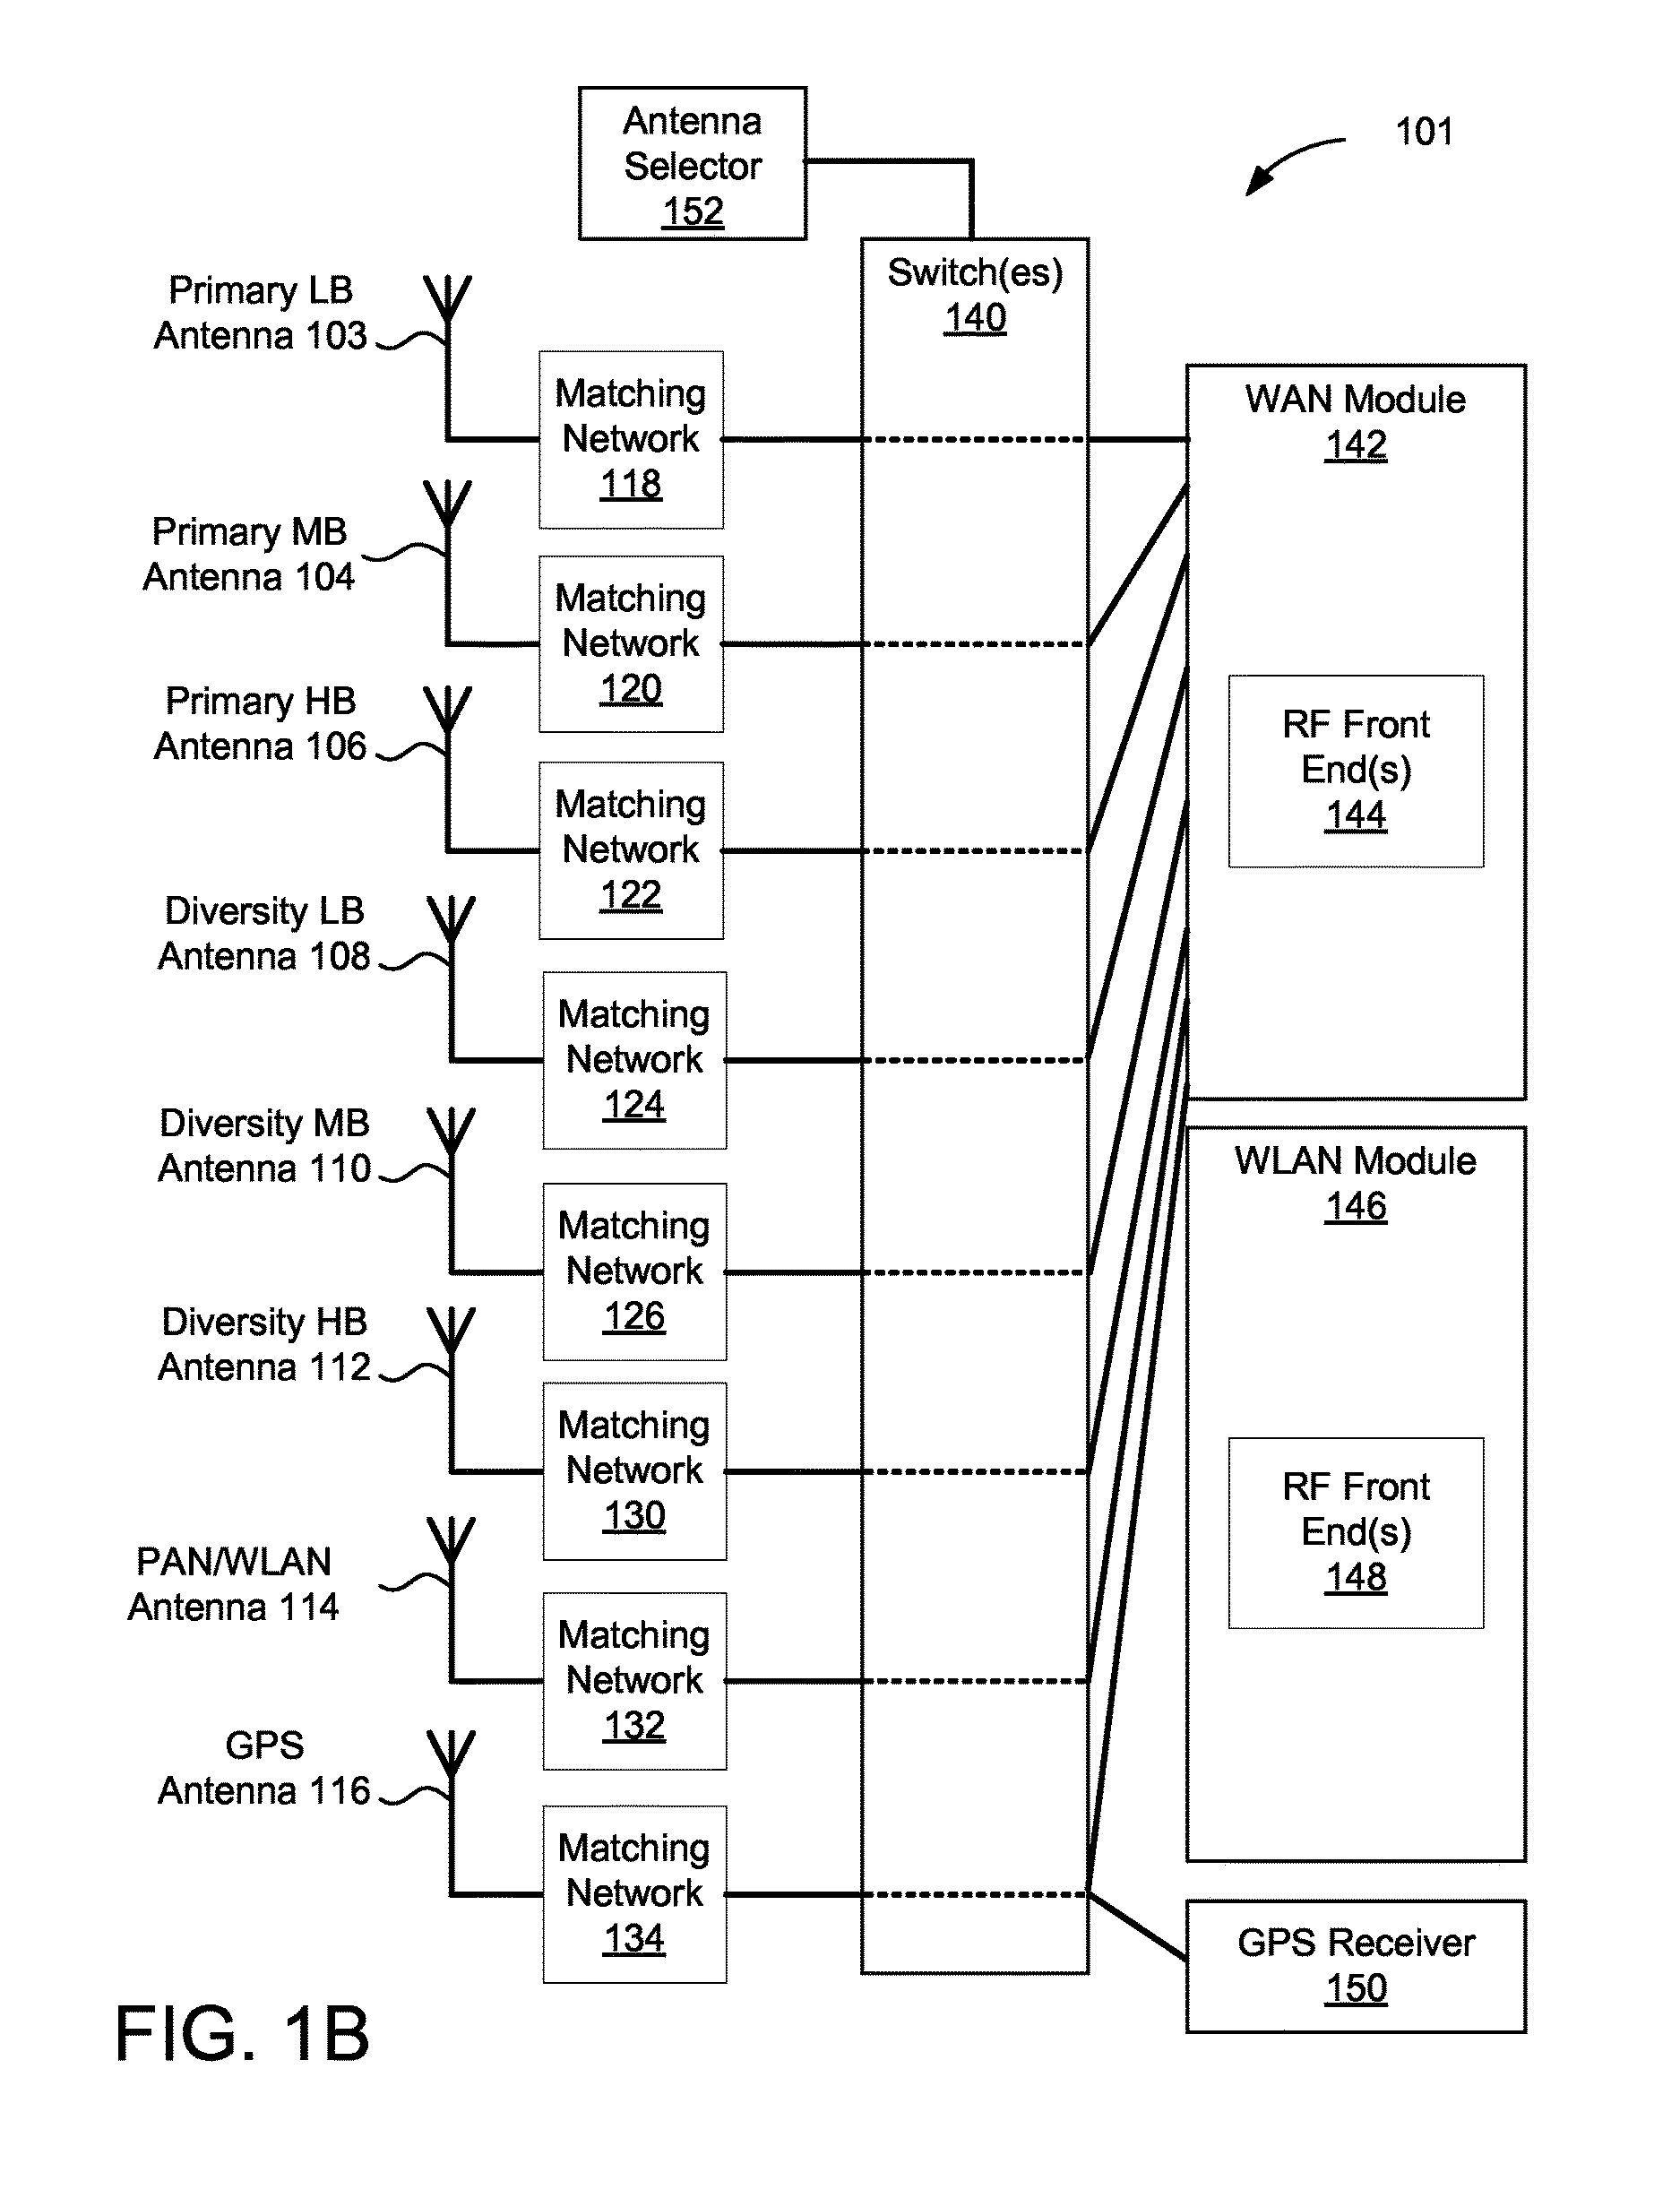 Antenna
Selector
152
101
Switch(es)
140
Primary LB
Antenna 103
Matching
Network
118
WAN Module
142
Primary MB
Antenna 104
Matching
Network
120
Primary HB
Antenna 106
RF Front
End(s)
144
Matching
Network
122
Diversity LB
Antenna 108
Matching
Network
124
Diversity MB
Antenna 110
WLAN Module
146
Matching
Network
126
Diversity HB
Antenna 112
Matching
Network
130
RF Front
End(s)
148
PAN/WLAN
Antenna 114
Matching
Network
132
GPS
Antenna 116
Matching
Network
134
GPS Receiver
150
FIG. 1B